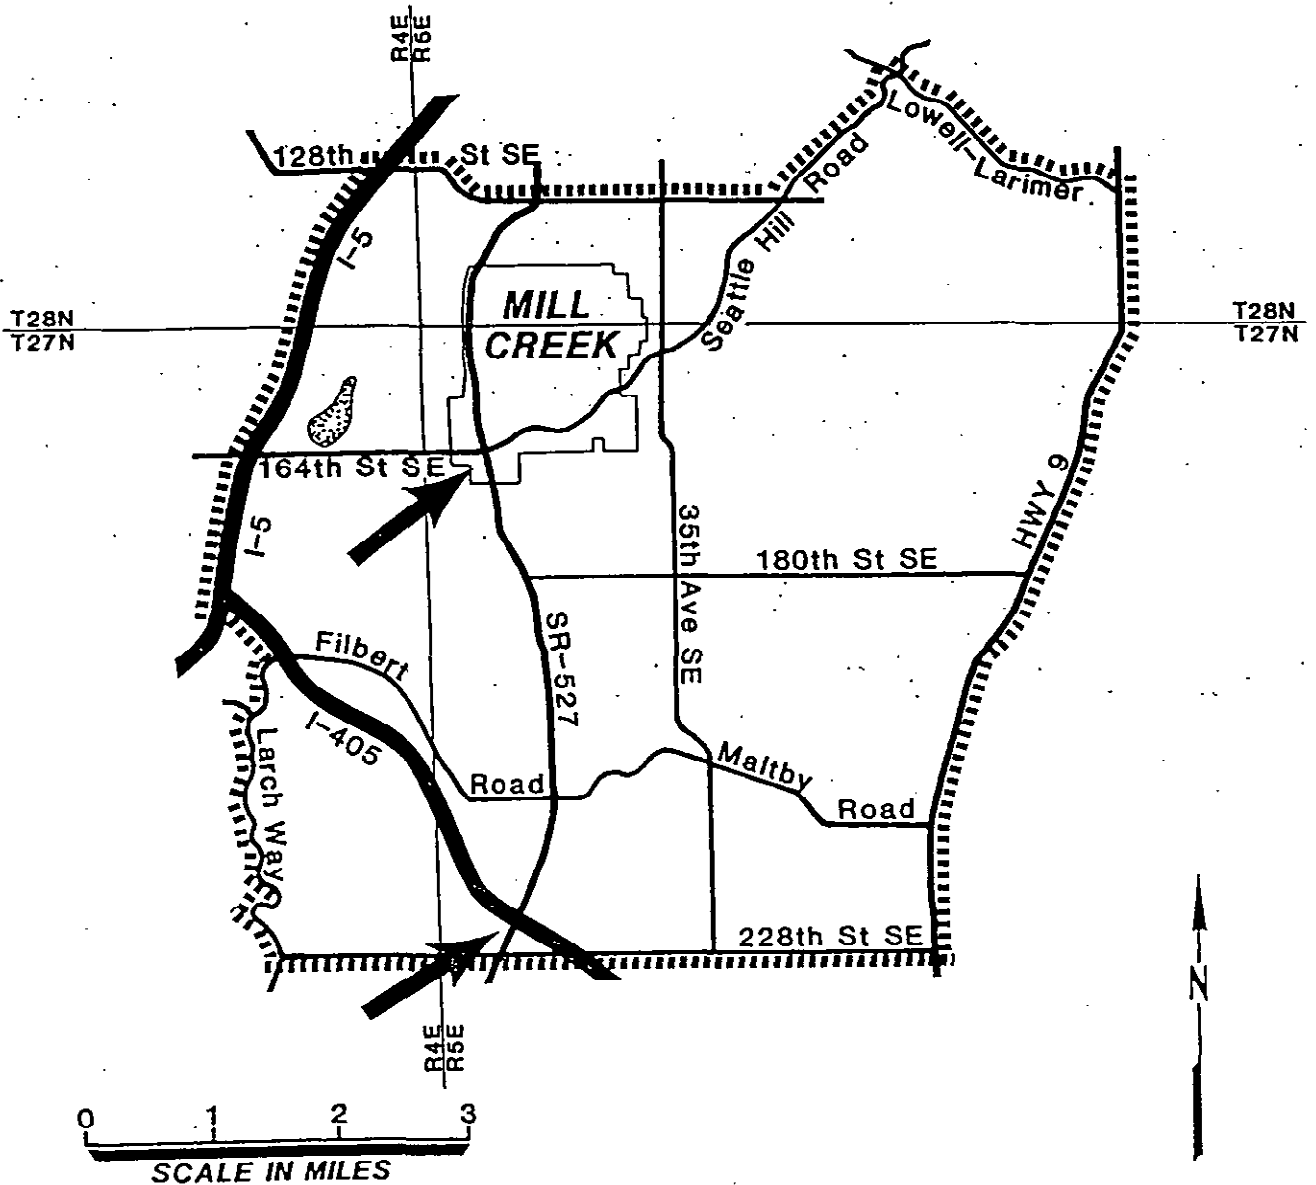 R4E
R5E
128th St SE
Lowell-Larimer
Road
Seattle Hill
I-5
MILL
CREEK
T28N
T27N
T28N
T27N
164th St SE
HWY 9
I-5
35th Ave SE
180th St SE
Filbert
SR-527
I-405
Larch Way
Road
Maltby
Road
228th St SE
N
R4E
R5E
0 1 2 3
SCALE IN MILES